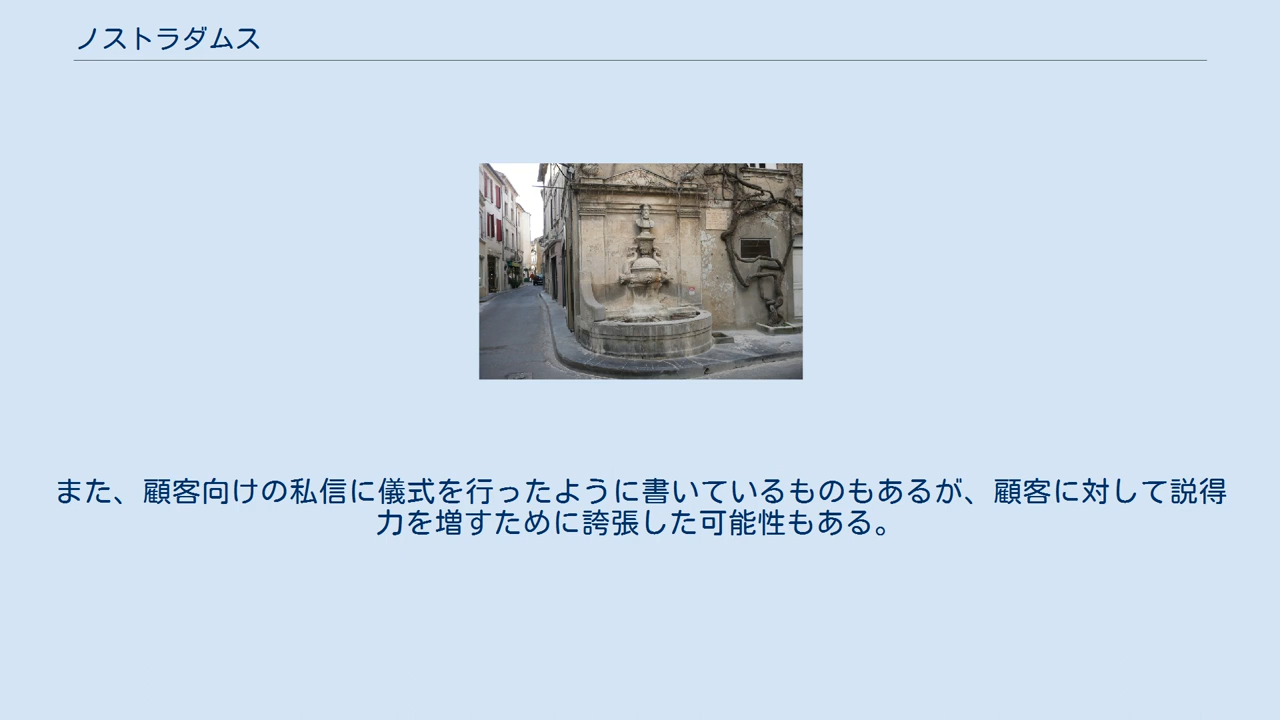 ノストラダムス
また、顧客向けの私信に儀式を行ったように書いているものもあるが、顧客に対して説得
力を増すために誇張した可能性もある。